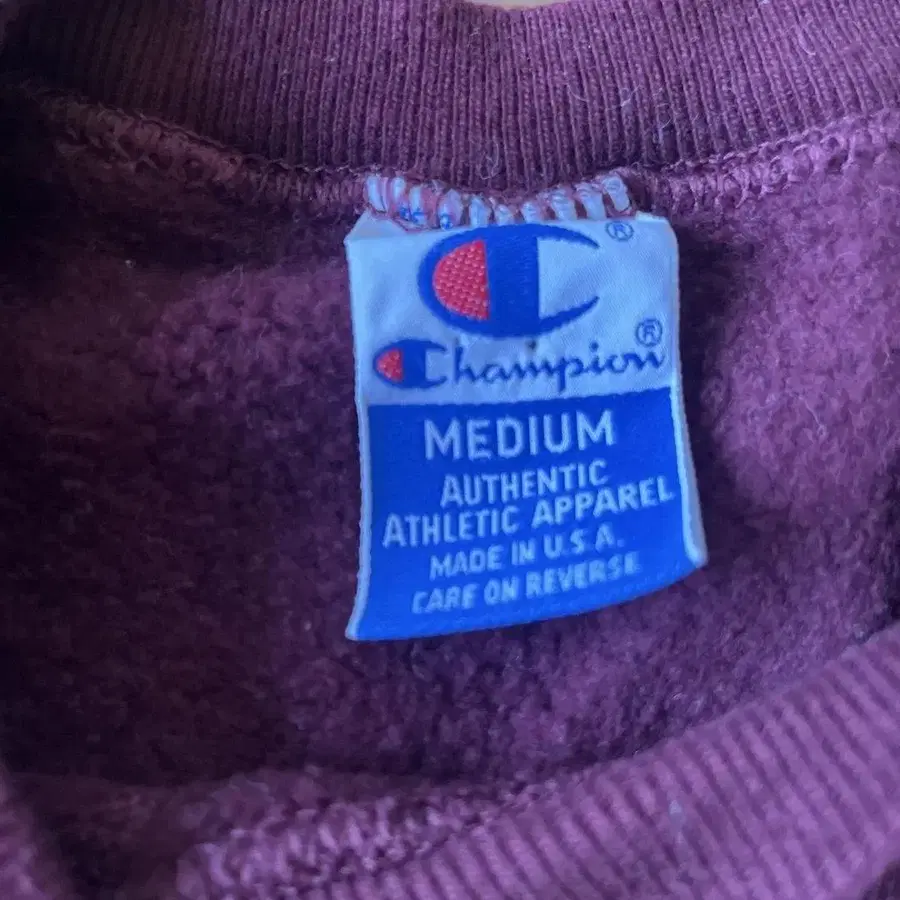 ®
Champion®
MEDIUM
AUTHENTIC
ATHLETIC APPAREL
MADE IN U.S.A.
CARE ON REVERSE